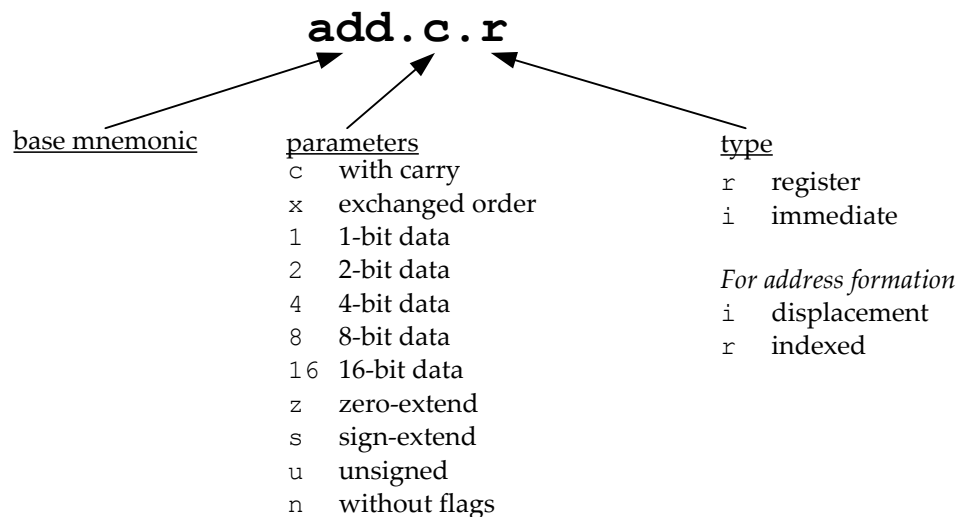 add.c.r
base mnemonic
parameters
c with carry
x exchanged order
1 1-bit data
2 2-bit data
4 4-bit data
8 8-bit data
16 16-bit data
z zero-extend
s sign-extend
u unsigned
n without flags
type
r register
i immediate
For address formation
i displacement
r indexed